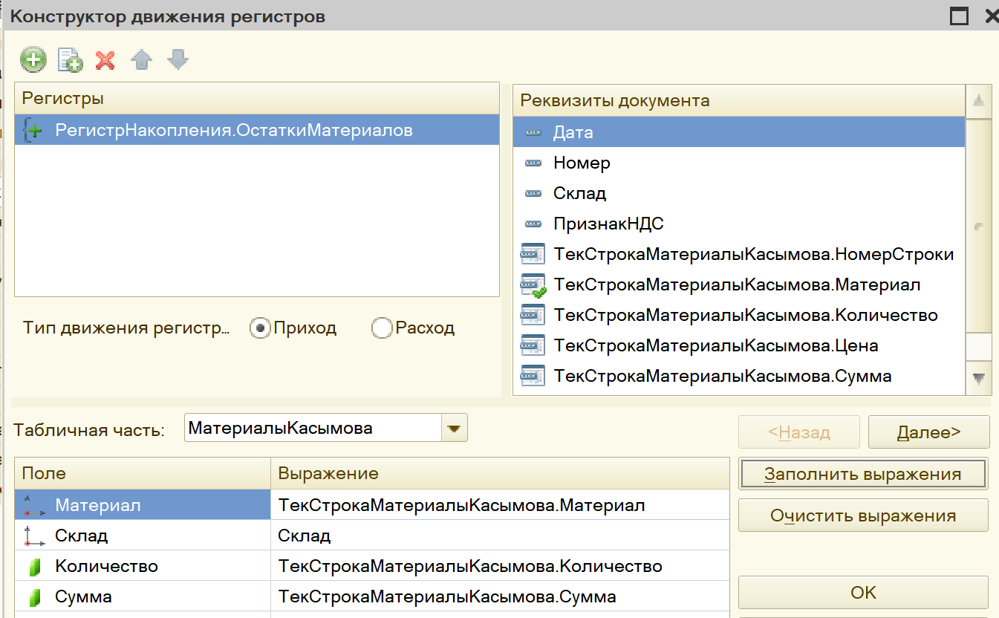 Конструктор движения регистров
Регистры
РегистрНакопления.ОстаткиМатериалов
Реквизиты документа
Дата
Номер
Склад
ПризнакНДС
ТекСтрокаМатериалыКасымова.НомерСтроки
ТекСтрокаМатериалыКасымова.Материал
ТекСтрокаМатериалыКасымова.Количество
ТекСтрокаМатериалыКасымова.Цена
ТекСтрокаМатериалыКасымова.Сумма
Тип движения регистр... Приход Расход
Табличная часть: МатериалыКасымова
<Назад Далее>
Заполнить выражения
Очистить выражения
OK
Поле Выражение
Материал ТекСтрокаМатериалыКасымова.Материал
Склад Склад
Количество ТекСтрокаМатериалыКасымова.Количество
Сумма ТекСтрокаМатериалыКасымова.Сумма